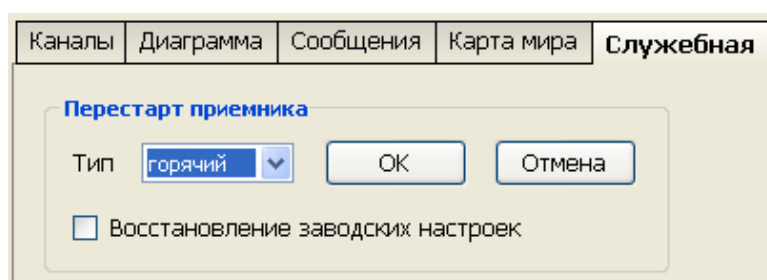 Каналы Диаграмма Сообщения Карта мира Служебная
Перестарт приемника
Тип горячий OK Отмена
Восстановление заводских настроек